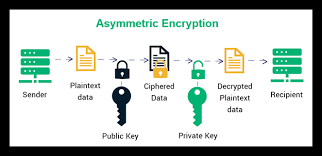 Asymmetric Encryption
Sender
Plaintext
data
Ciphered
Data
Decrypted
Plaintext
data
Recipient
Public Key
Private Key